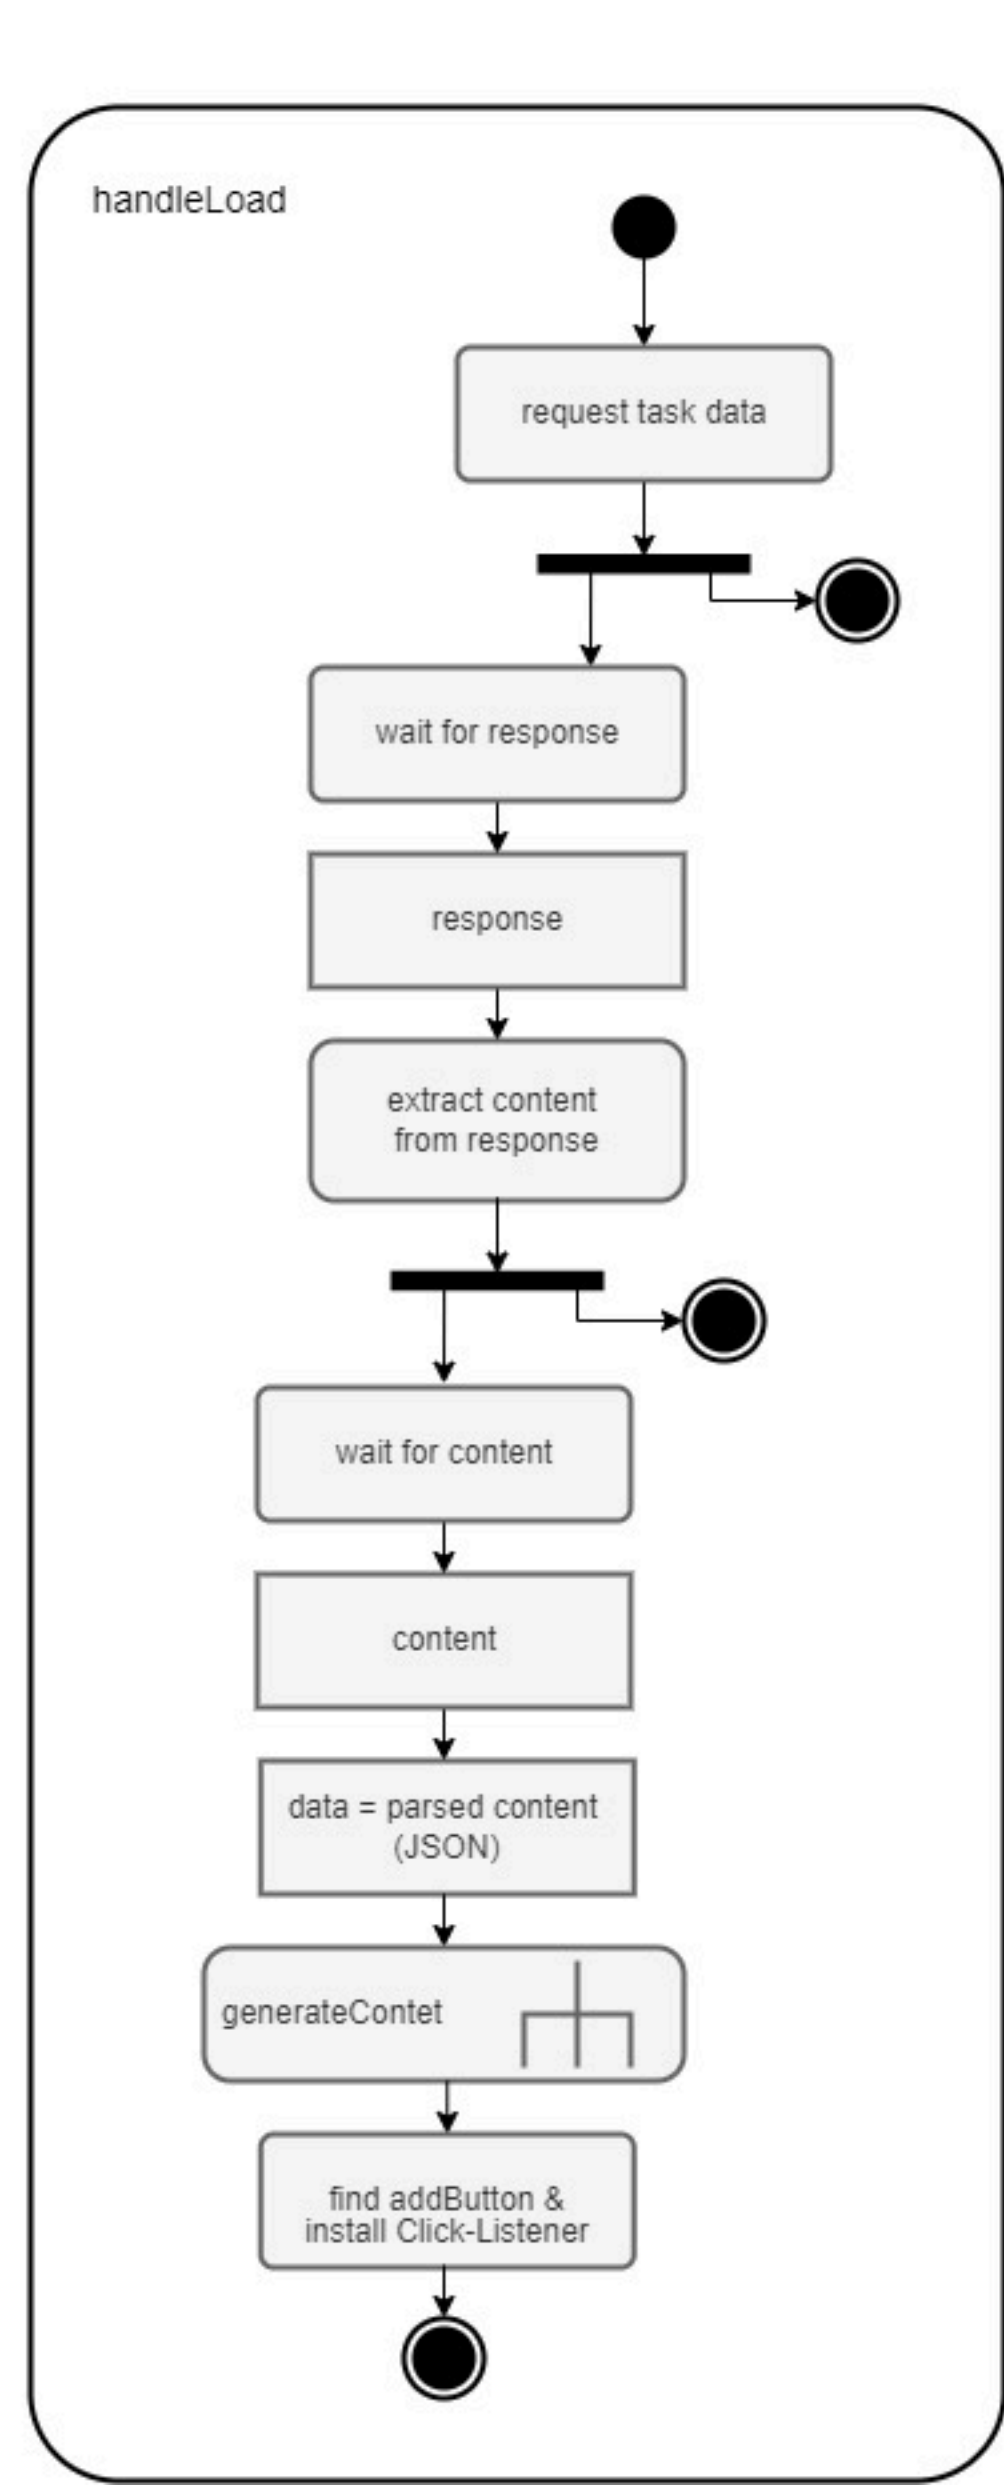 handleLoad
request task data
wait for response
response
extract content
from response
wait for content
content
data = parsed content
(JSON)
generateContet
find addButton &
install Click-Listener